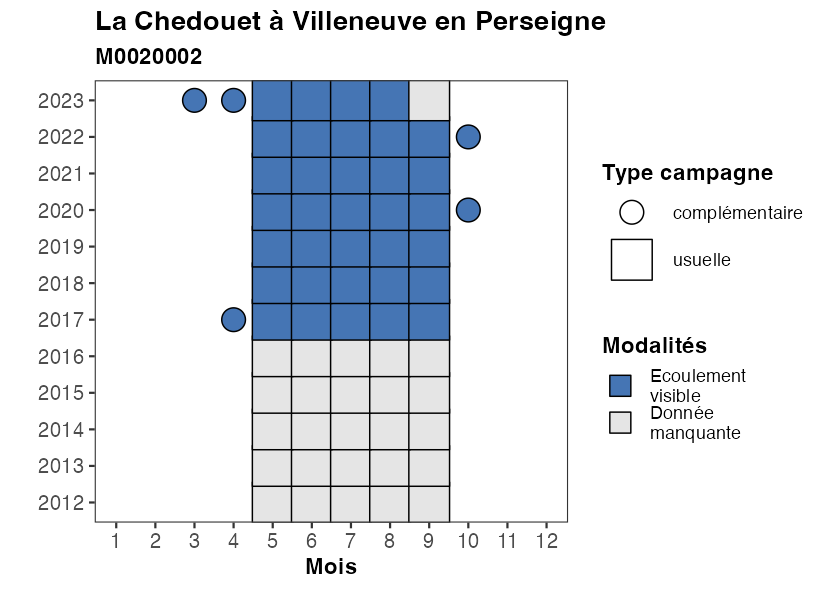 La Chedouet à Villeneuve en Perseigne
M0020002
2023
2022
2021
2020
2019
2018
2017
2016
2015
2014
2013
2012
1 2 3 4 5 6 7 8 9 10 11 12
Mois
Type campagne
complémentaire
usuelle
Modalités
Ecoulement
visible
Donnée
manquante